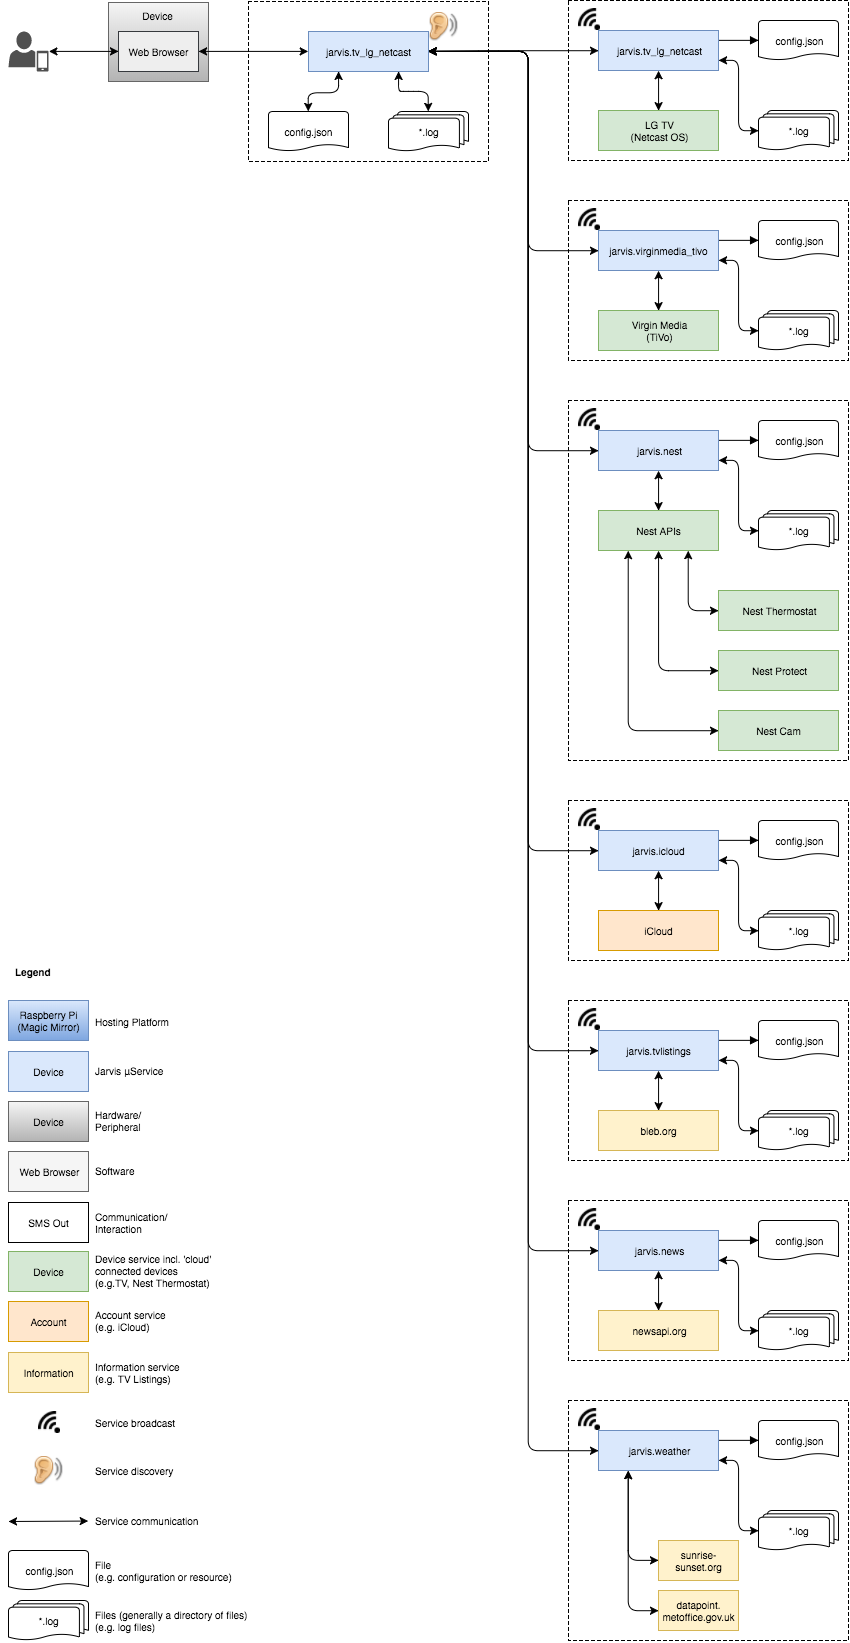 Device
Web Browser
jarvis.tv_lg_netcast
config.json
*.log
jarvis.tv_lg_netcast
config.json
LG TV
(Netcast OS)
*.log
jarvis.virginmedia_tivo
config.json
Virgin Media
(TiVo)
*.log
jarvis.nest
config.json
Nest APIs
*.log
Nest Thermostat
Nest Protect
Nest Cam
jarvis.icloud
config.json
iCloud
*.log
jarvis.tvlistings
config.json
bleb.org
*.log
jarvis.news
config.json
newsapi.org
*.log
jarvis.weather
config.json
*.log
sunrise-
sunset.org
datapoint.
metoffice.gov.uk
Legend
Raspberry Pi
(Magic Mirror)
Hosting Platform
Device
Jarvis µService
Device
Hardware/
Peripheral
Web Browser
Software
SMS Out
Communication/
Interaction
Device
Device service incl. 'cloud'
connected devices
(e.g.TV, Nest Thermostat)
Account
Account service
(e.g. iCloud)
Information
Information service
(e.g. TV Listings)
Service broadcast
Service discovery
Service communication
config.json
File
(e.g. configuration or resource)
*.log
Files (generally a directory of files)
(e.g. log files)